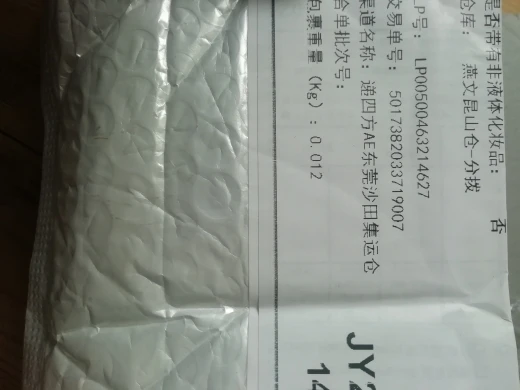 是否带有非液体化妆品： 否
仓库： 燕文昆山仓-分拨
LP号： LP00500463214627
交易单号： 5017382033719007
渠道名称： 递四方AE东莞沙田集运仓
合单批次号：
包裹重量（Kg）：0.012
JY2
14